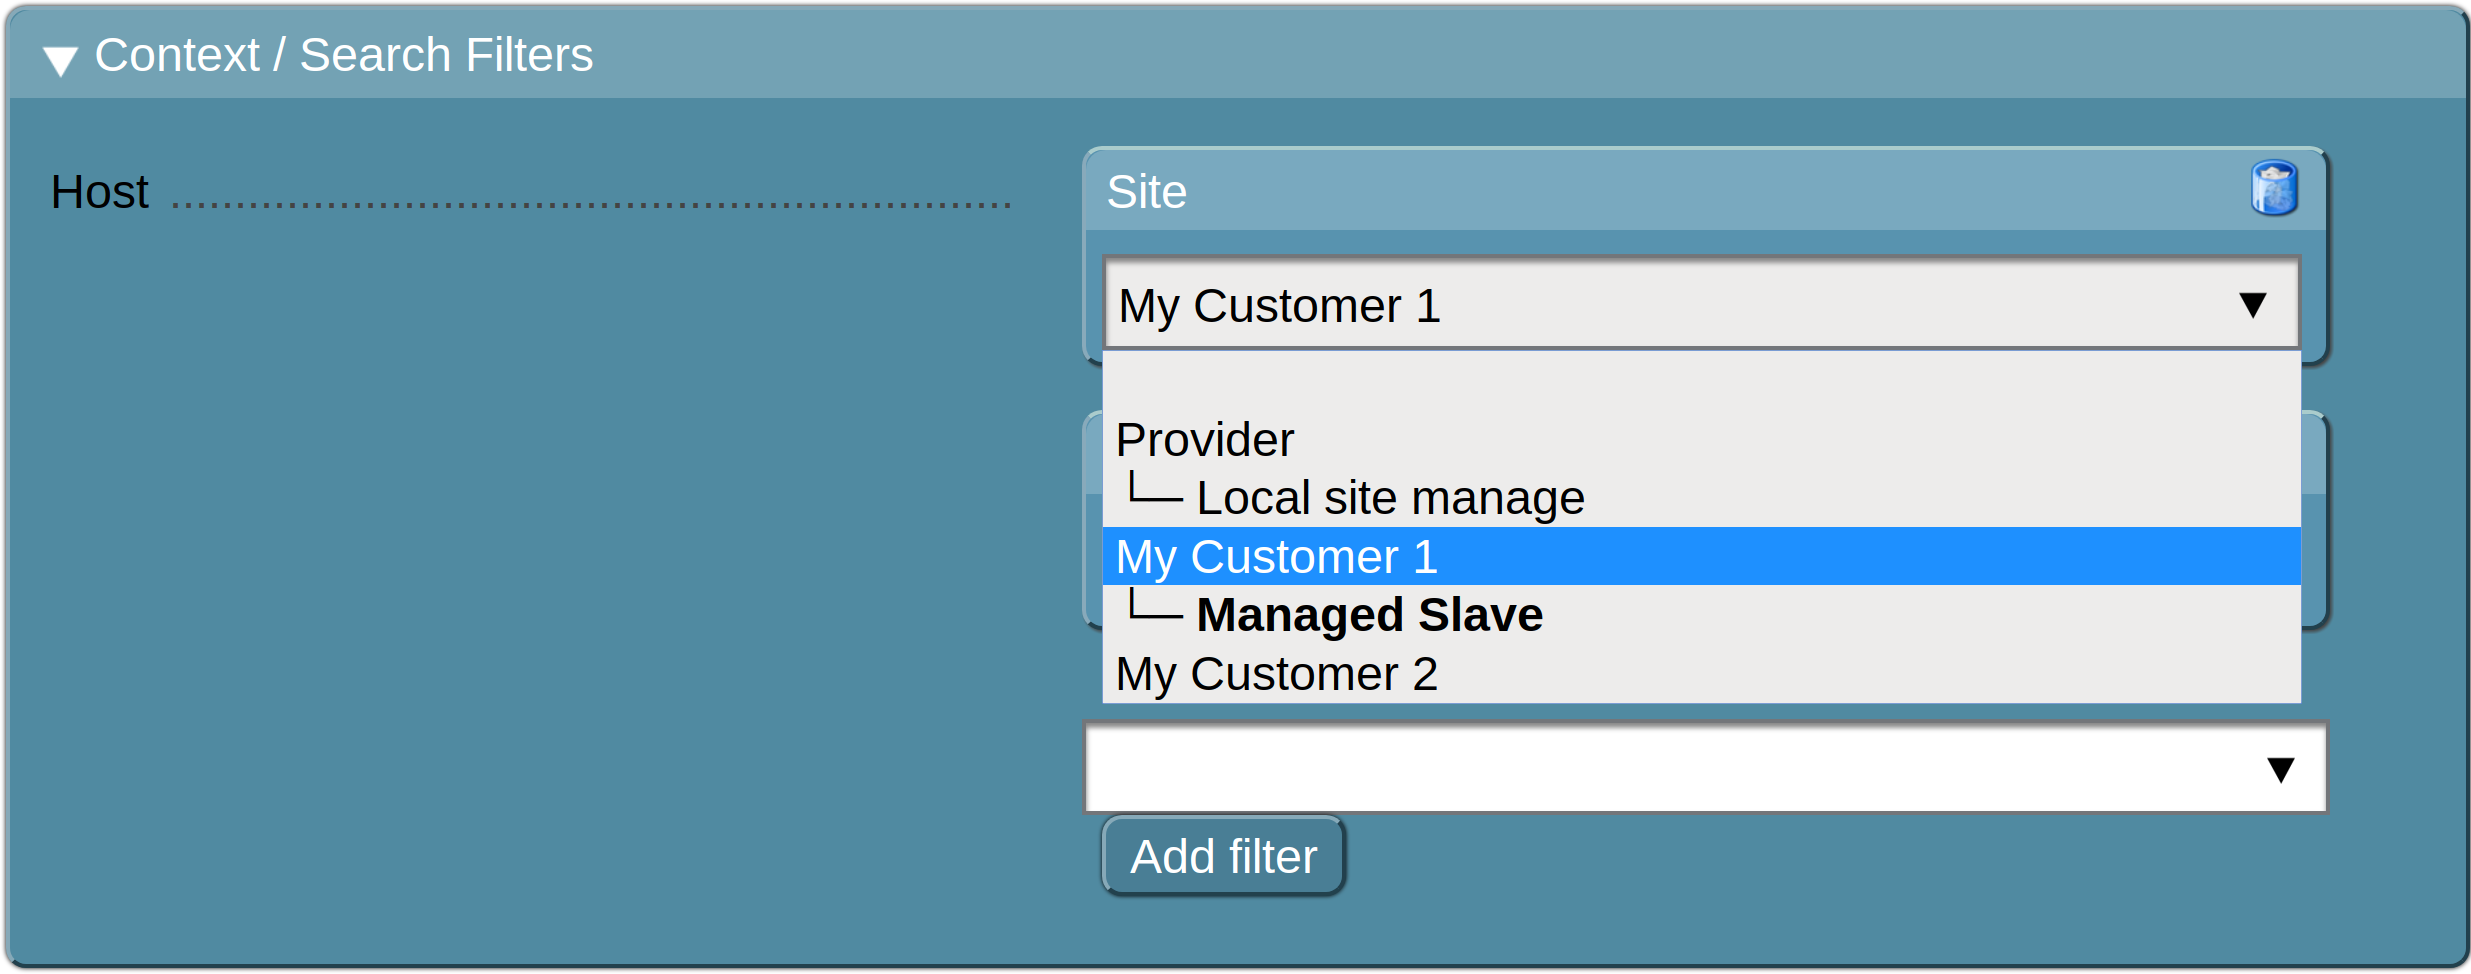 Context / Search Filters
Host
Site
My Customer 1
Provider
└─ Local site manage
My Customer 1
└─ Managed Slave
My Customer 2
Add filter